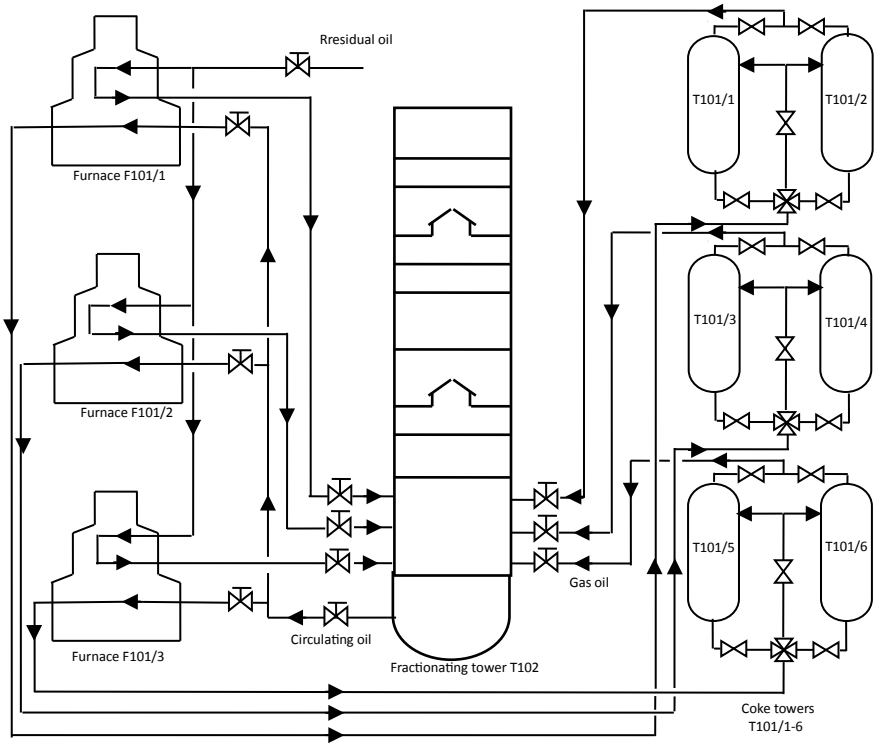 Rresidual oil
T101/1
T101/2
Furnace F101/1
T101/3
T101/4
Furnace F101/2
T101/5
T101/6
Gas oil
Circulating oil
Furnace F101/3
Fractionating tower T102
Coke towers
T101/1-6